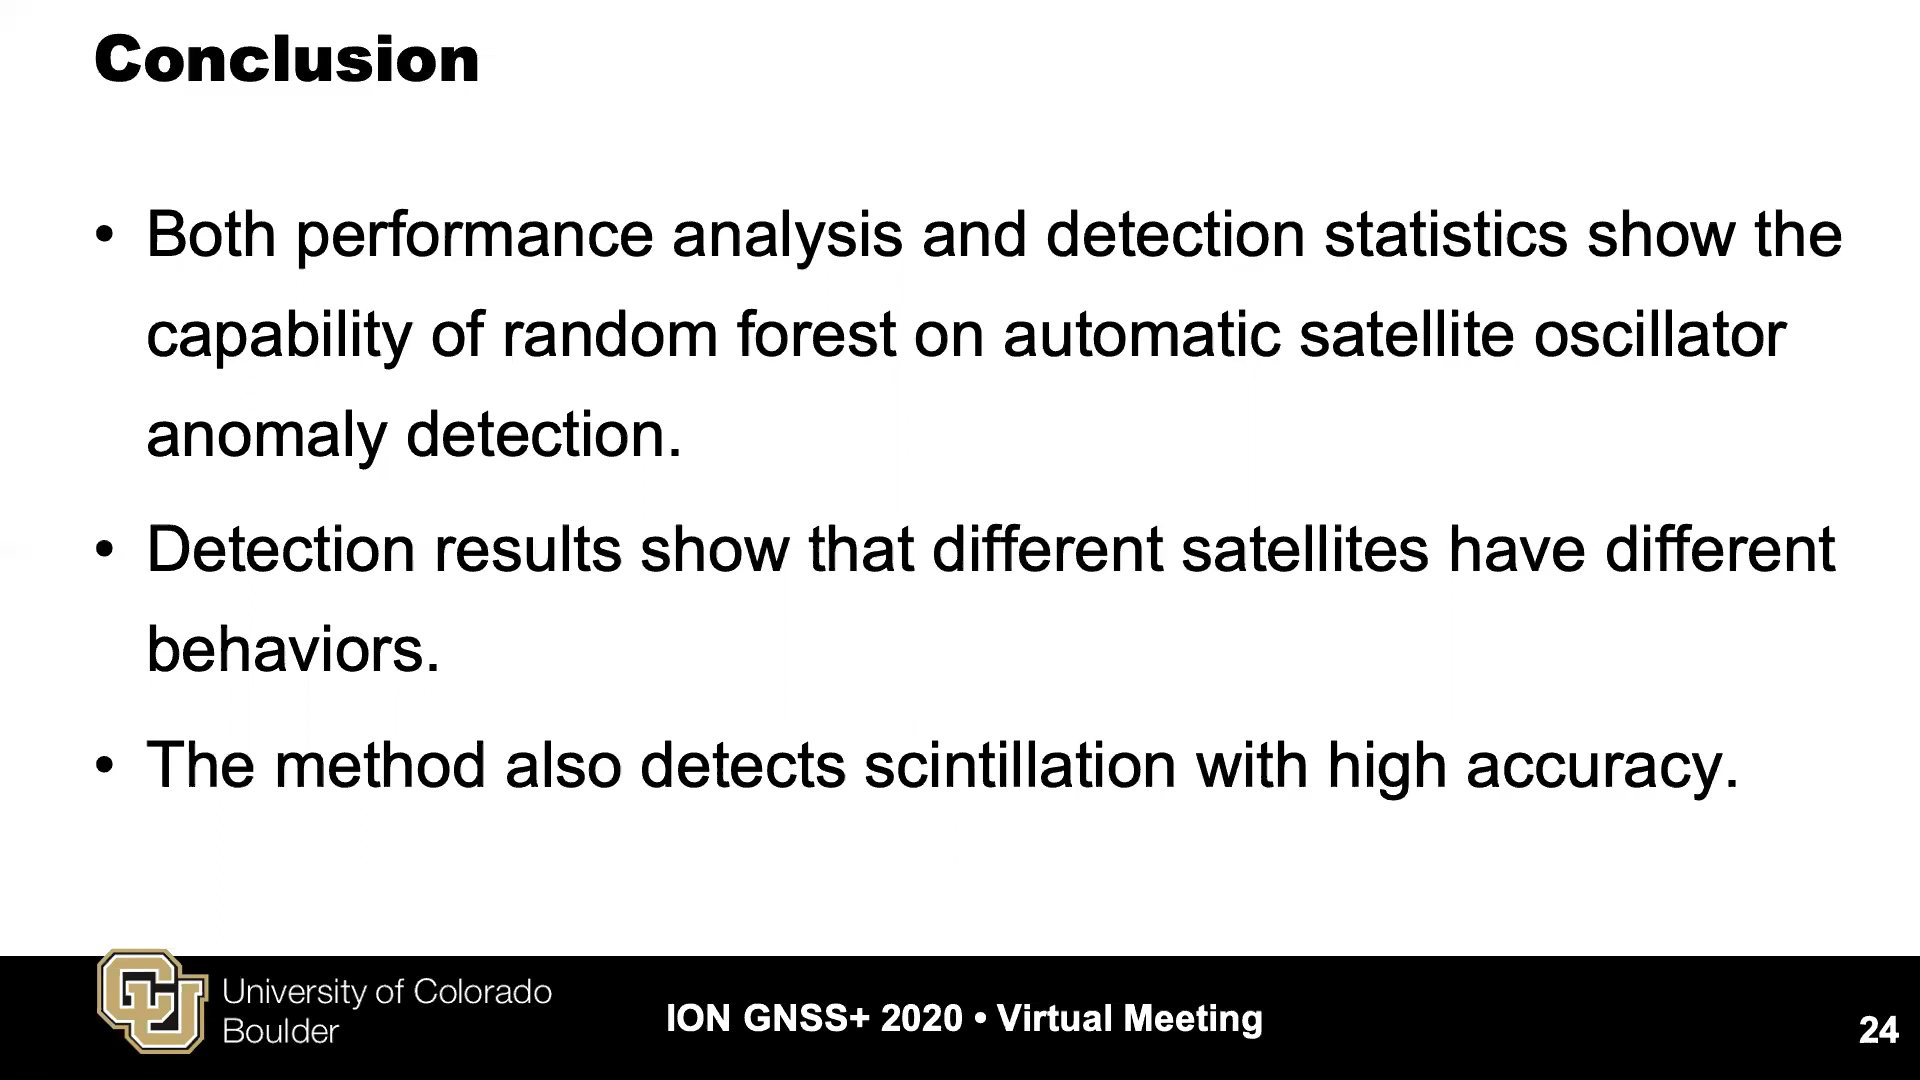 Conclusion
• Both performance analysis and detection statistics show the
capability of random forest on automatic satellite oscillator
anomaly detection.
• Detection results show that different satellites have different
behaviors.
• The method also detects scintillation with high accuracy.
CU
University of Colorado
Boulder
ION GNSS+ 2020 • Virtual Meeting
24